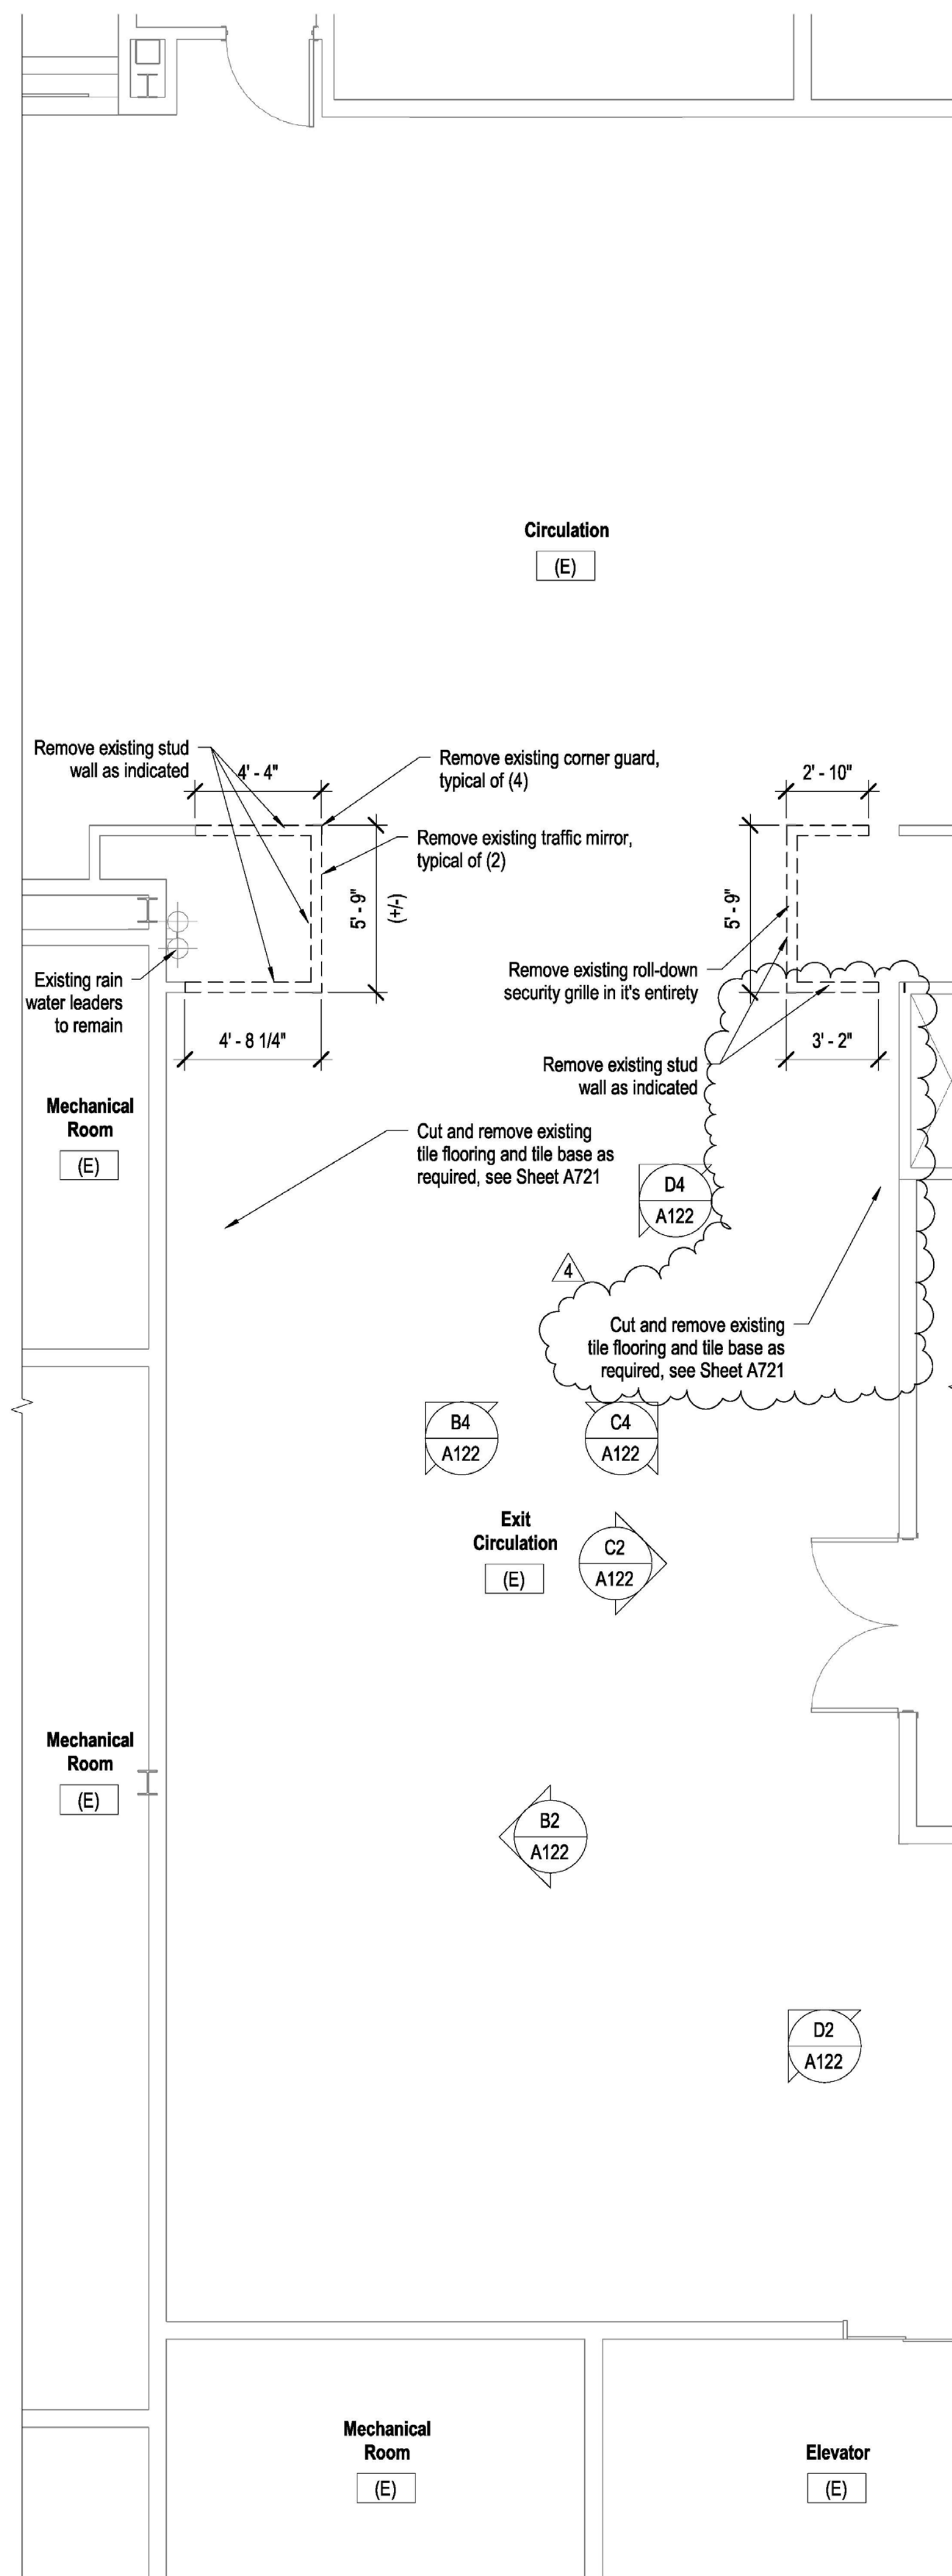 Circulation
(E)
Remove existing stud
wall as indicated
4' - 4"
Remove existing corner guard,
typical of (4)
2' - 10"
Remove existing traffic mirror,
typical of (2)
5' - 9"
(+/-)
5' - 9"
Existing rain
water leaders
to remain
Remove existing roll-down
security grille in it's entirety
4' - 8 1/4"
3' - 2"
Remove existing stud
wall as indicated
Mechanical
Room
(E)
Cut and remove existing
tile flooring and tile base as
required, see Sheet A721
D4
A122
4
Cut and remove existing
tile flooring and tile base as
required, see Sheet A721
B4
A122
C4
A122
Exit
Circulation
(E)
C2
A122
Mechanical
Room
(E)
B2
A122
D2
A122
Mechanical
Room
(E)
Elevator
(E)